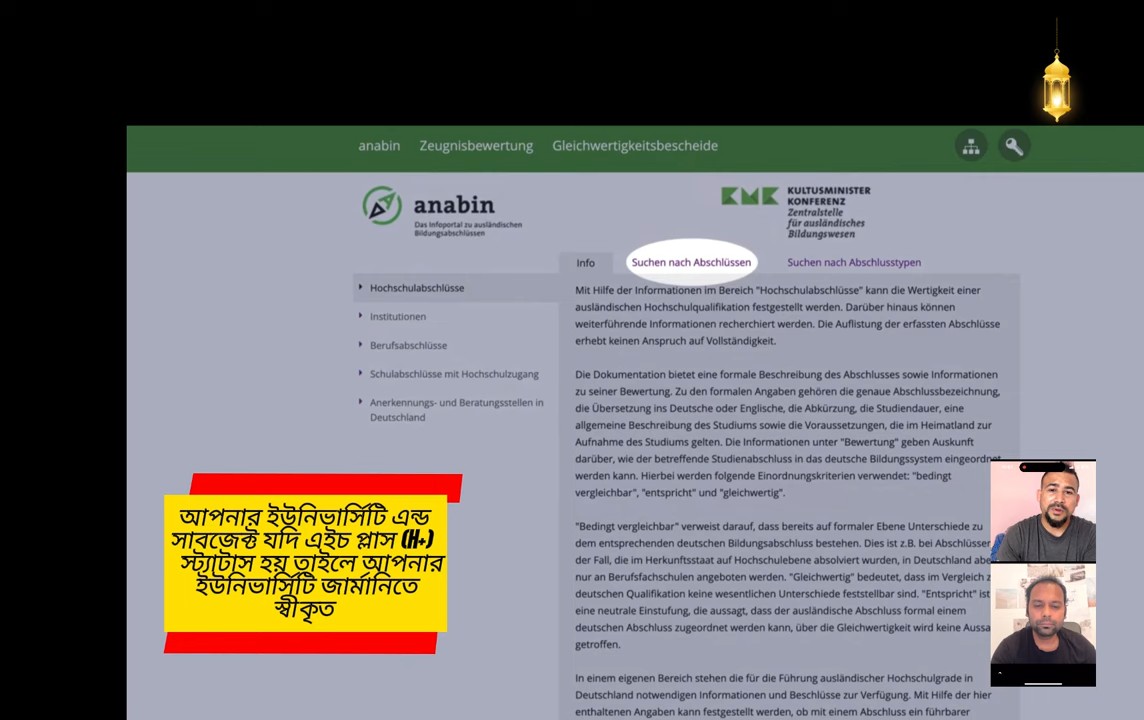 anabin Zeugnisbewertung Gleichwertigkeitsbescheide
anabin
Das Infoportal zu ausländischen
Bildungsabschlüssen
KMK KULTUSMINISTER
KONFERENZ
Zentralstelle
für ausländisches
Bildungswesen
Info Suchen nach Abschlüssen Suchen nach Abschlusstypen
Hochschulabschlüsse
Institutionen
Berufsabschlüsse
Schulabschlüsse mit Hochschulzugang
Anerkennungs- und Beratungsstellen in
Deutschland
Mit Hilfe der Informationen im Bereich "Hochschulabschlüsse" kann die Wertigkeit einer
ausländischen Hochschulqualifikation festgestellt werden. Darüber hinaus können
weiterführende Informationen recherchiert werden. Die Auflistung der erfassten Abschlüsse
erhebt keinen Anspruch auf Vollständigkeit.
Die Dokumentation bietet eine formale Beschreibung des Abschlusses sowie Informationen
zu seiner Bewertung. Zu den formalen Angaben gehören die genaue Abschlussbezeichnung,
die Übersetzung ins Deutsche oder Englische, die Abkürzung, die Studiendauer, eine
allgemeine Beschreibung des Studiums sowie die Voraussetzungen, die im Heimatland zur
Aufnahme des Studiums gelten. Die Informationen unter "Bewertung" geben Auskunft
darüber, wie der betreffende Studienabschluss in das deutsche Bildungssystem eingeordnet
werden kann. Hierbei werden folgende Einordnungskriterien verwendet: "bedingt
vergleichbar", "entspricht" und "gleichwertig".
"Bedingt vergleichbar" verweist darauf, dass bereits auf formaler Ebene Unterschiede zu
dem entsprechenden deutschen Bildungsabschluss bestehen. Dies ist z.B. bei Abschlüssen
der Fall, die im Herkunftsstaat auf Hochschulebene absolviert wurden, in Deutschland abe
nur an Berufsfachschulen angeboten werden. "Gleichwertig" bedeutet, dass im Vergleich z
deutschen Qualifikation keine wesentlichen Unterschiede feststellbar sind. "Entspricht" ist
eine neutrale Einstufung, die aussagt, dass der ausländische Abschluss formal einem
deutschen Abschluss zugeordnet werden kann, über die Gleichwertigkeit wird keine Aussa
getroffen.
In einem eigenen Bereich stehen die für die Führung ausländischer Hochschulgrade in
Deutschland notwendigen Informationen und Beschlüsse zur Verfügung. Mit Hilfe der hier
enthaltenen Angaben kann festgestellt werden, ob mit einem Abschluss ein führbarer
আপনার ইউনিভার্সিটি এন্ড
সাবজেক্ট যদি এইচ প্লাস (H+)
স্ট্যাটাস হয় তাইলে আপনার
ইউনিভার্সিটি জার্মানিতে
স্বীকৃত